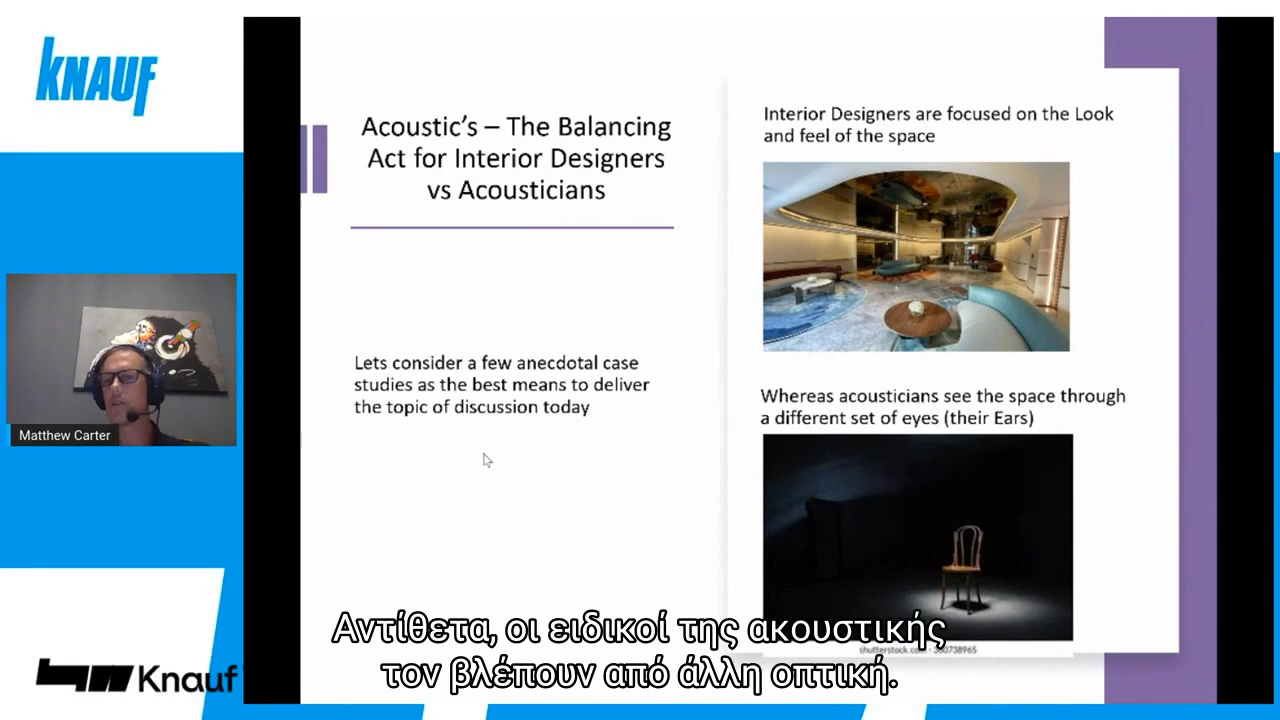 KNAUF
Acoustic's – The Balancing
Act for Interior Designers
vs Acousticians
Lets consider a few anecdotal case
studies as the best means to deliver
the topic of discussion today
Interior Designers are focused on the Look
and feel of the space
Whereas acousticians see the space through
a different set of eyes (their Ears)
Matthew Carter
Knauf
Αντίθετα, οι ειδικοί της ακουστικής
τον βλέπουν από άλλη οπτική.